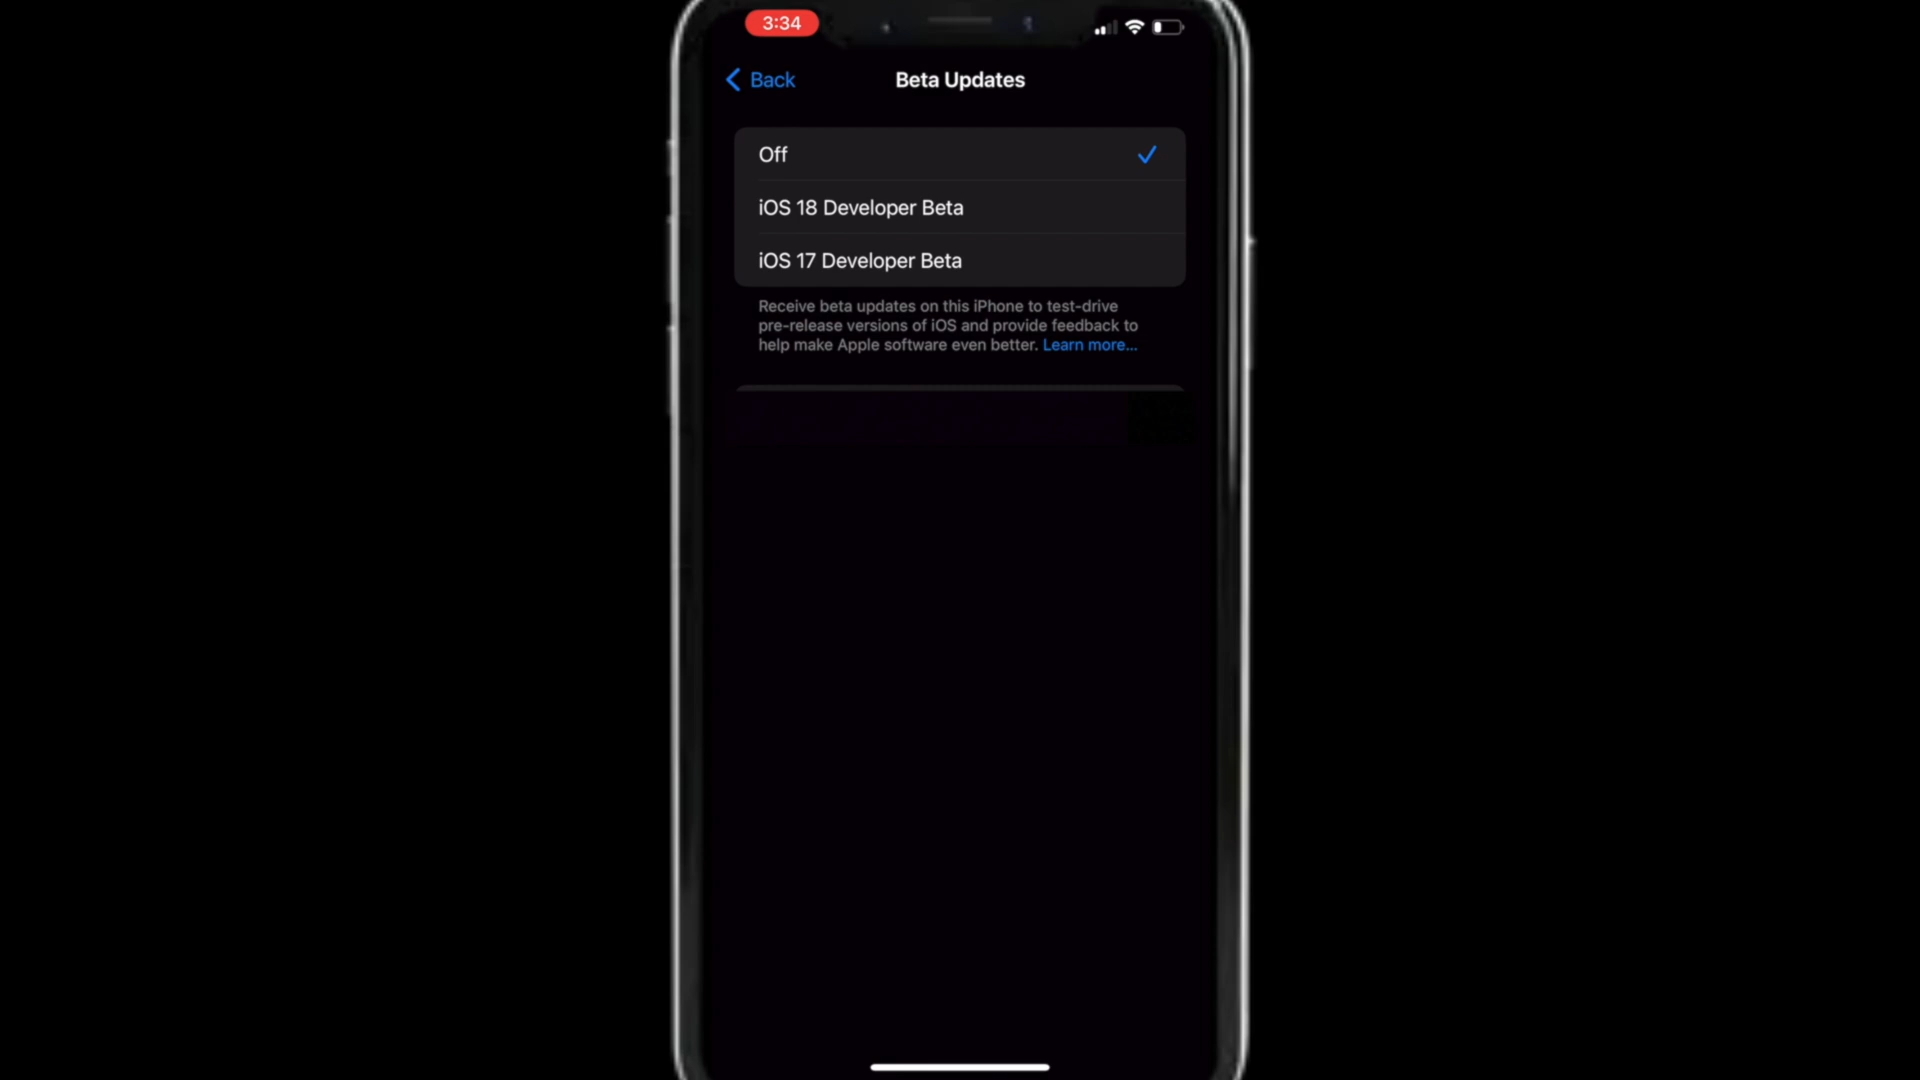 3:34
Back
Beta Updates
Off
iOS 18 Developer Beta
iOS 17 Developer Beta
Receive beta updates on this iPhone to test-drive
pre-release versions of iOS and provide feedback to
help make Apple software even better. Learn more...